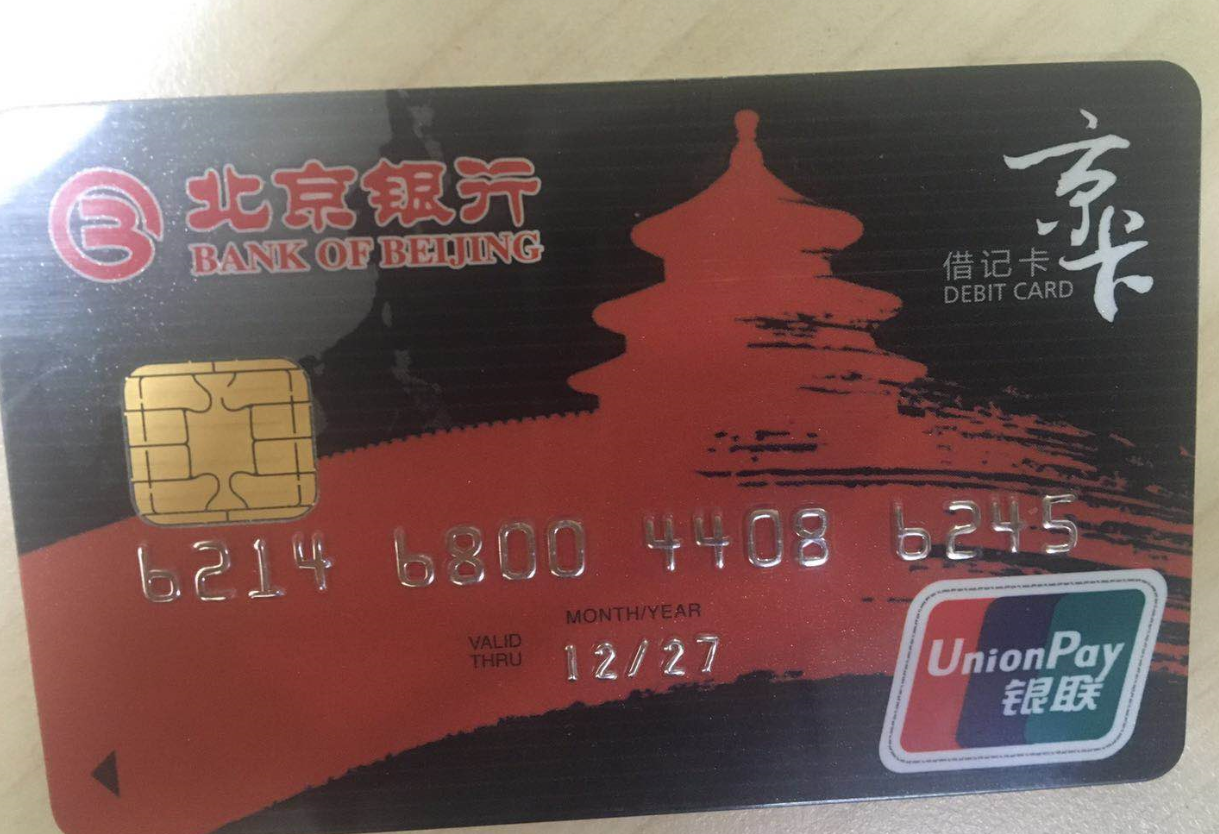 北京银行
BANK OF BEIJING
京卡
借记卡
DEBIT CARD
6214 6800 4408 6245
MONTH/YEAR
VALID
THRU
12/27
UnionPay
银联